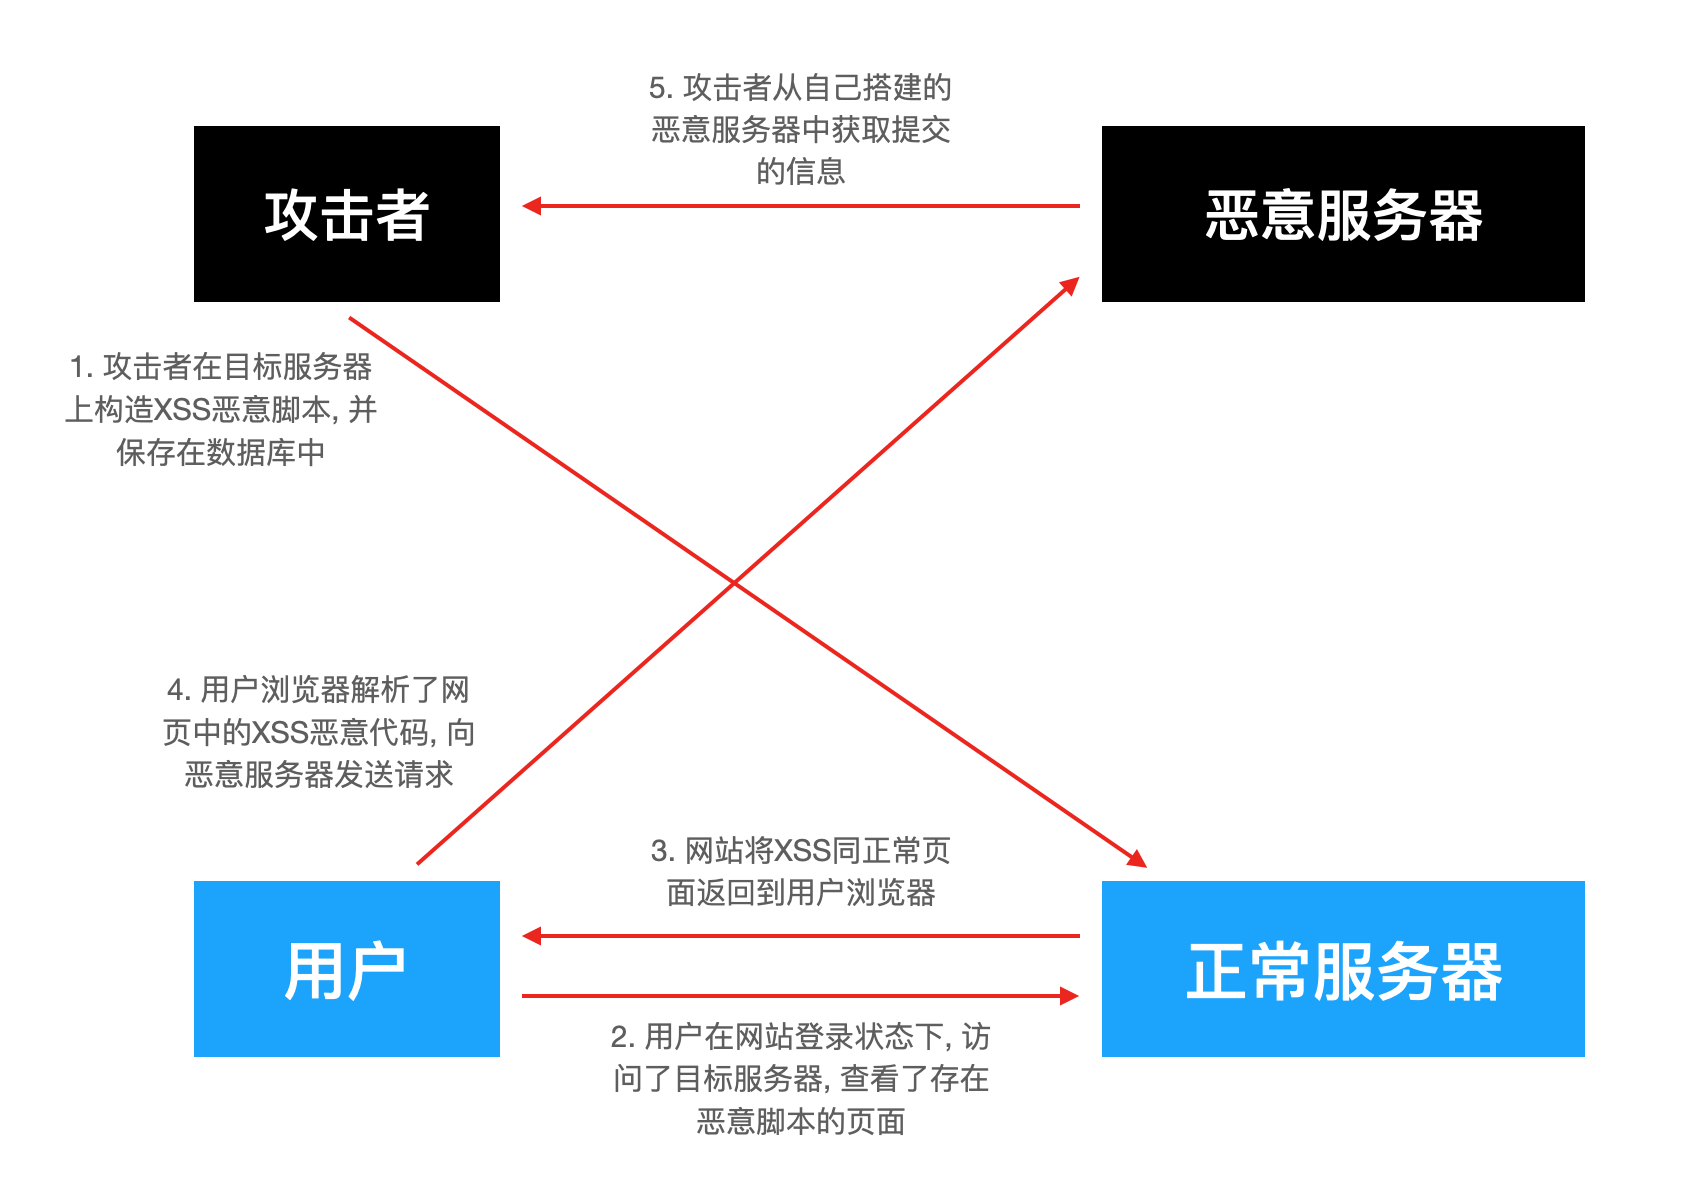 5. 攻击者从自己搭建的
恶意服务器中获取提交
的信息
攻击者
恶意服务器
1. 攻击者在目标服务器
上构造XSS恶意脚本, 并
保存在数据库中
4. 用户浏览器解析了网
页中的XSS恶意代码, 向
恶意服务器发送请求
3. 网站将XSS同正常页
面返回到用户浏览器
用户
正常服务器
2. 用户在网站登录状态下, 访
问了目标服务器, 查看了存在
恶意脚本的页面